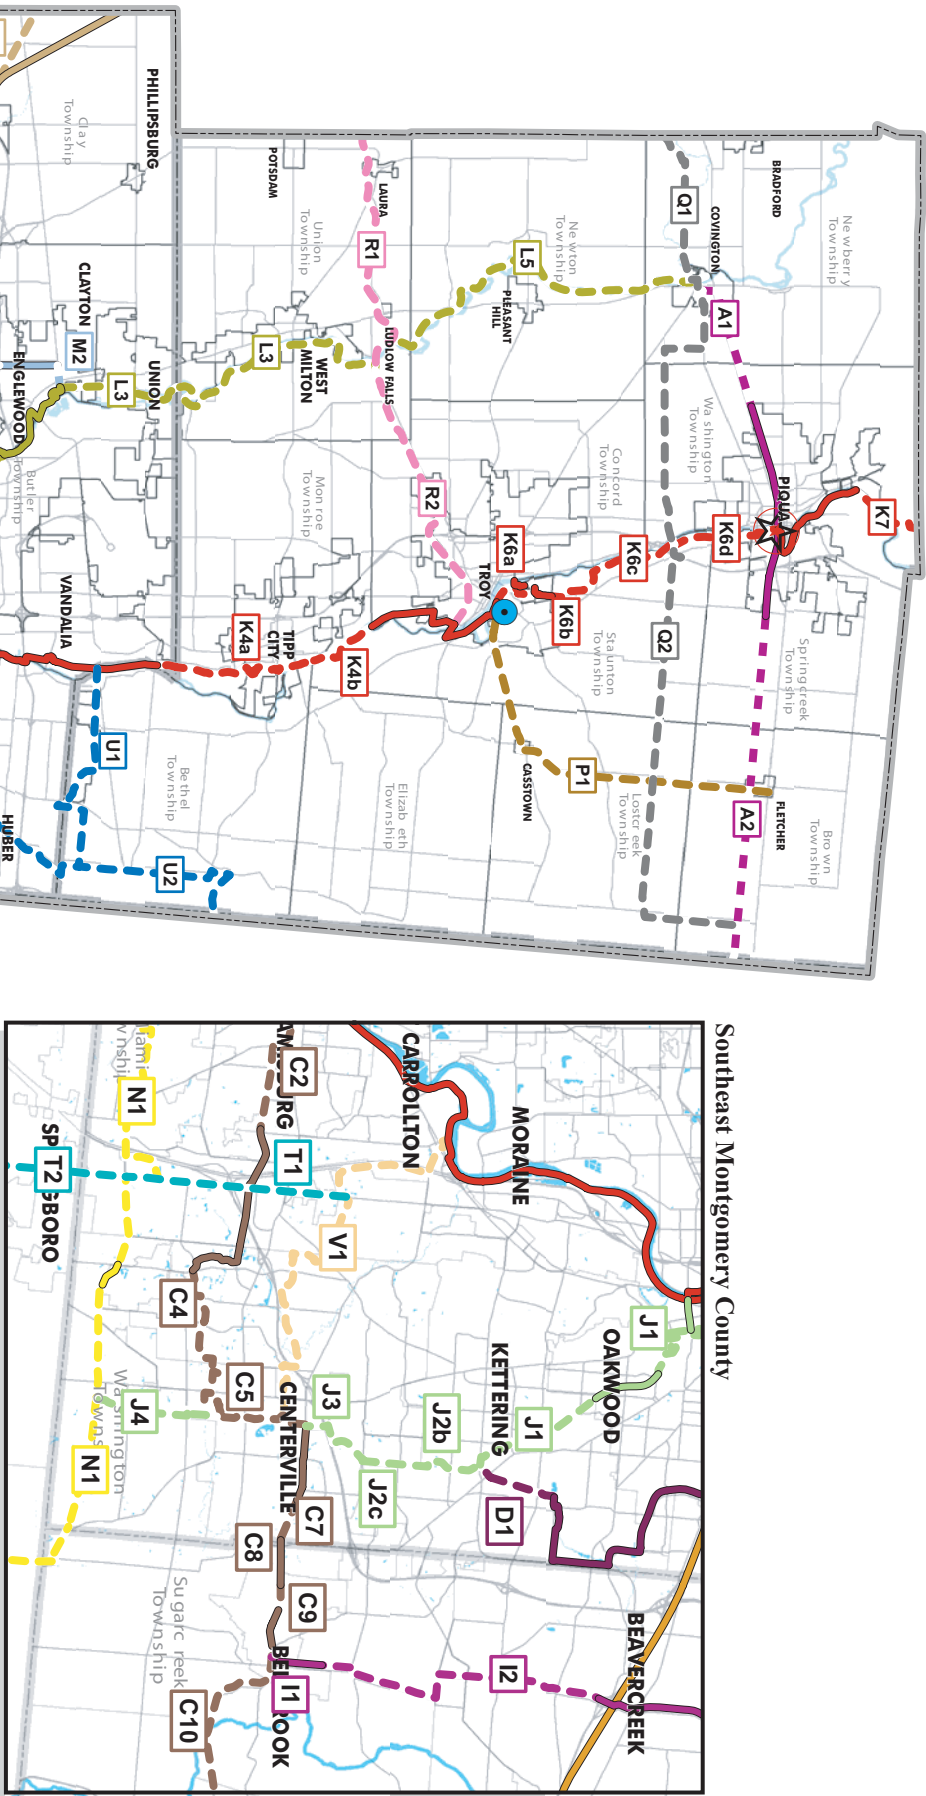 PHILLIPSBURG
Clay
Township
POTSDAM
LAURA
R1
Union
Township
BRADFORD
Newberry
Township
Q1
COVINGTON
L5
Newton
Township
PLEASANT
HILL
A1
CLAYTON
M2
ENGLEWOOD
L3
UNION
L3
WEST
MILTON
LUDLOW FALLS
Washington
Township
Concord
Township
Monroe
Township
Butler
Township
R2
PIQUA
K7
K6d
K6c
K6a
K6b
TROY
Q2
Staunton
Township
Springcreek
Township
VANDALIA
K4a
TIPP
CITY
K4b
U1
Bethel
Township
Elizabeth
Township
CASSTOWN
P1
Lostcreek
Township
A2
FLETCHER
Brown
Township
HUBER
U2
Southeast Montgomery County
C2
CARROLLTON
MORAINE
N1
T1
T2
V1
C4
J1
OAKWOOD
C5
CENTERVILLE
J3
J2b
KETTERING
J1
J4
Washington
N1
J2c
D1
C7
C8
C9
Sugarcreek
Township
BEAVERCREEK
I2
I1
C10